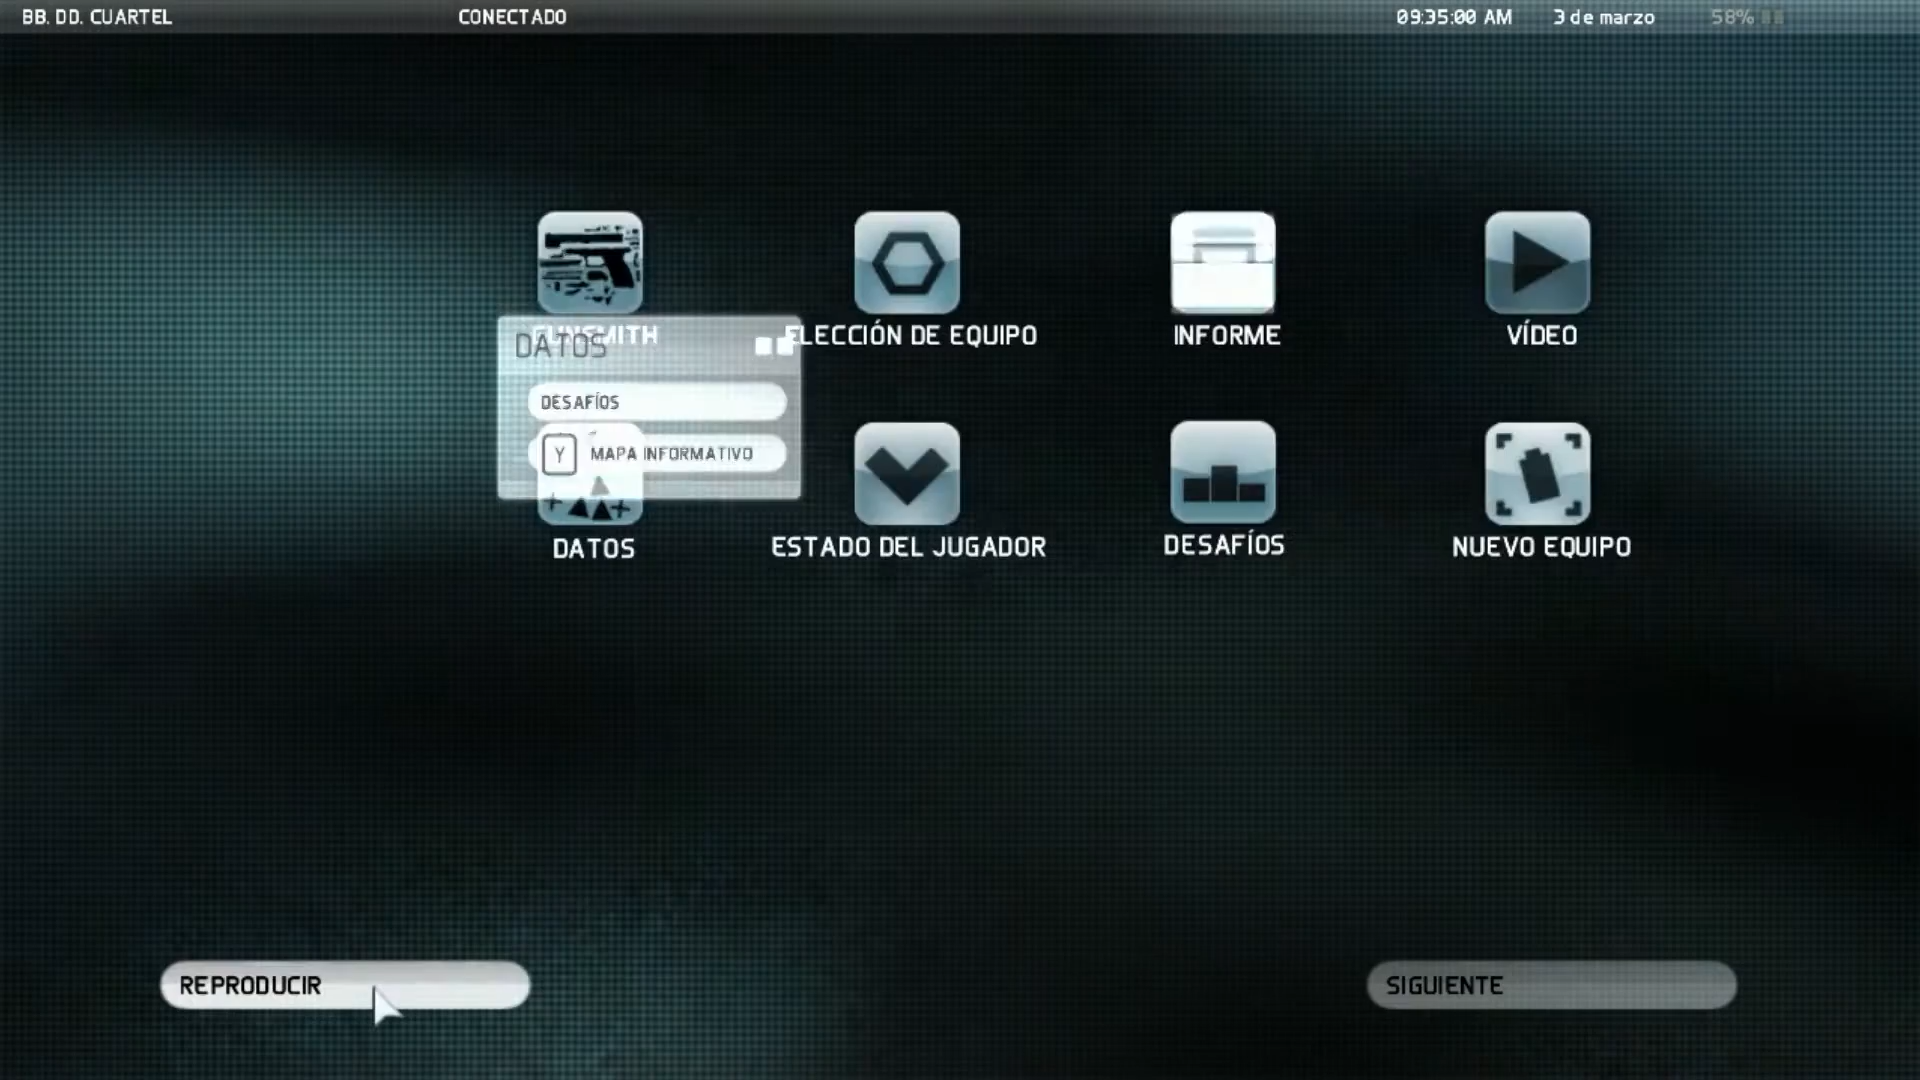 BB. DD. CUARTEL
CONECTADO
09:35:00 AM
3 de marzo
58%
GUNSMITH
ELECCIÓN DE EQUIPO
INFORME
VÍDEO
DATOS
DESAFÍOS
Y MAPA INFORMATIVO
DATOS
ESTADO DEL JUGADOR
DESAFÍOS
NUEVO EQUIPO
REPRODUCIR
SIGUIENTE